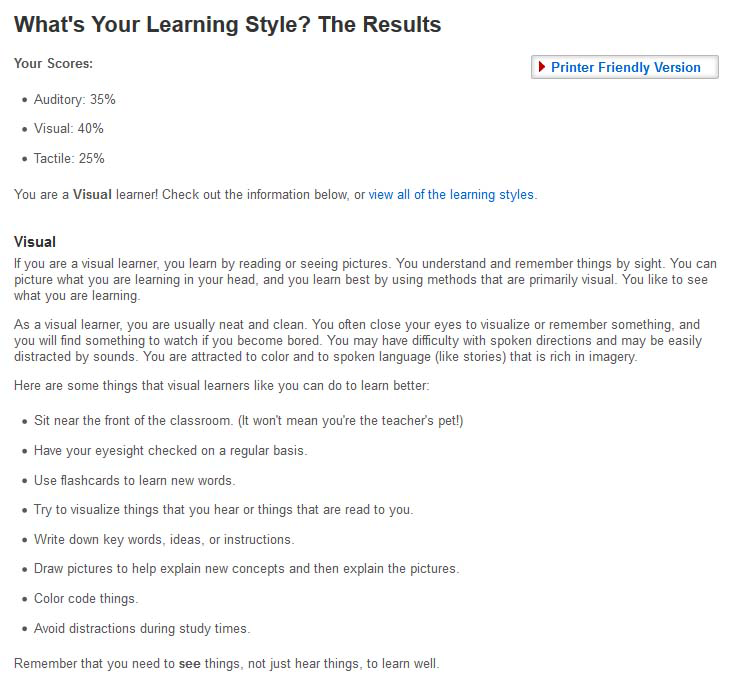 What's Your Learning Style? The Results
Your Scores:
Printer Friendly Version
• Auditory: 35%
• Visual: 40%
• Tactile: 25%
You are a Visual learner! Check out the information below, or view all of the learning styles.
Visual
If you are a visual learner, you learn by reading or seeing pictures. You understand and remember things by sight. You can
picture what you are learning in your head, and you learn best by using methods that are primarily visual. You like to see
what you are learning.
As a visual learner, you are usually neat and clean. You often close your eyes to visualize or remember something, and
you will find something to watch if you become bored. You may have difficulty with spoken directions and may be easily
distracted by sounds. You are attracted to color and to spoken language (like stories) that is rich in imagery.
Here are some things that visual learners like you can do to learn better:
• Sit near the front of the classroom. (It won't mean you're the teacher's pet!)
• Have your eyesight checked on a regular basis.
• Use flashcards to learn new words.
• Try to visualize things that you hear or things that are read to you.
• Write down key words, ideas, or instructions.
• Draw pictures to help explain new concepts and then explain the pictures.
• Color code things.
• Avoid distractions during study times.
Remember that you need to see things, not just hear things, to learn well.